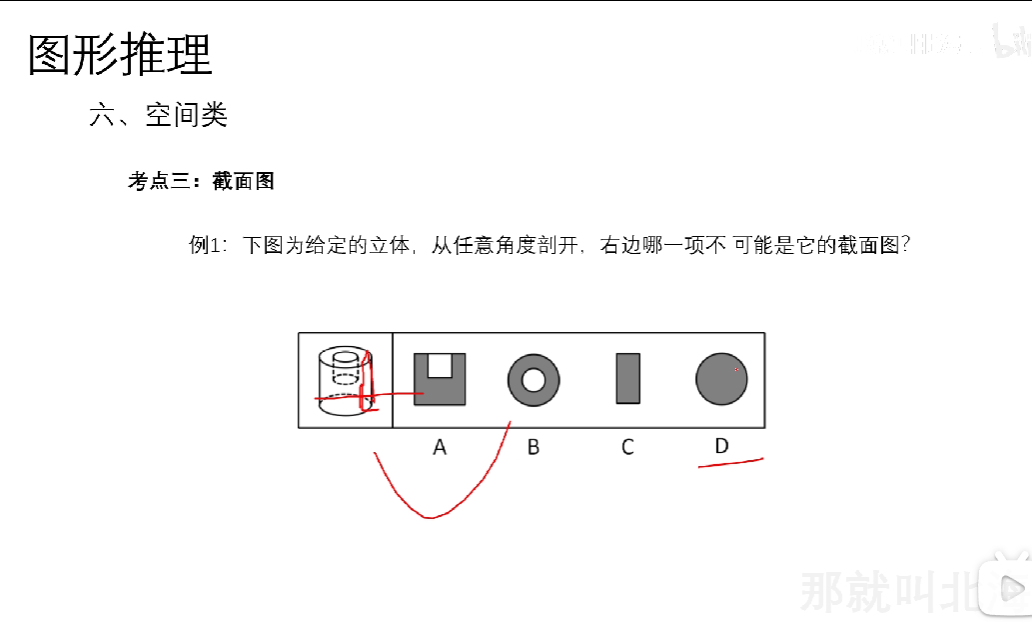 图形推理
六、空间类
考点三：截面图
例1：下图为给定的立体，从任意角度剖开，右边哪一项不 可能是它的截面图？
A B C D
那就叫北